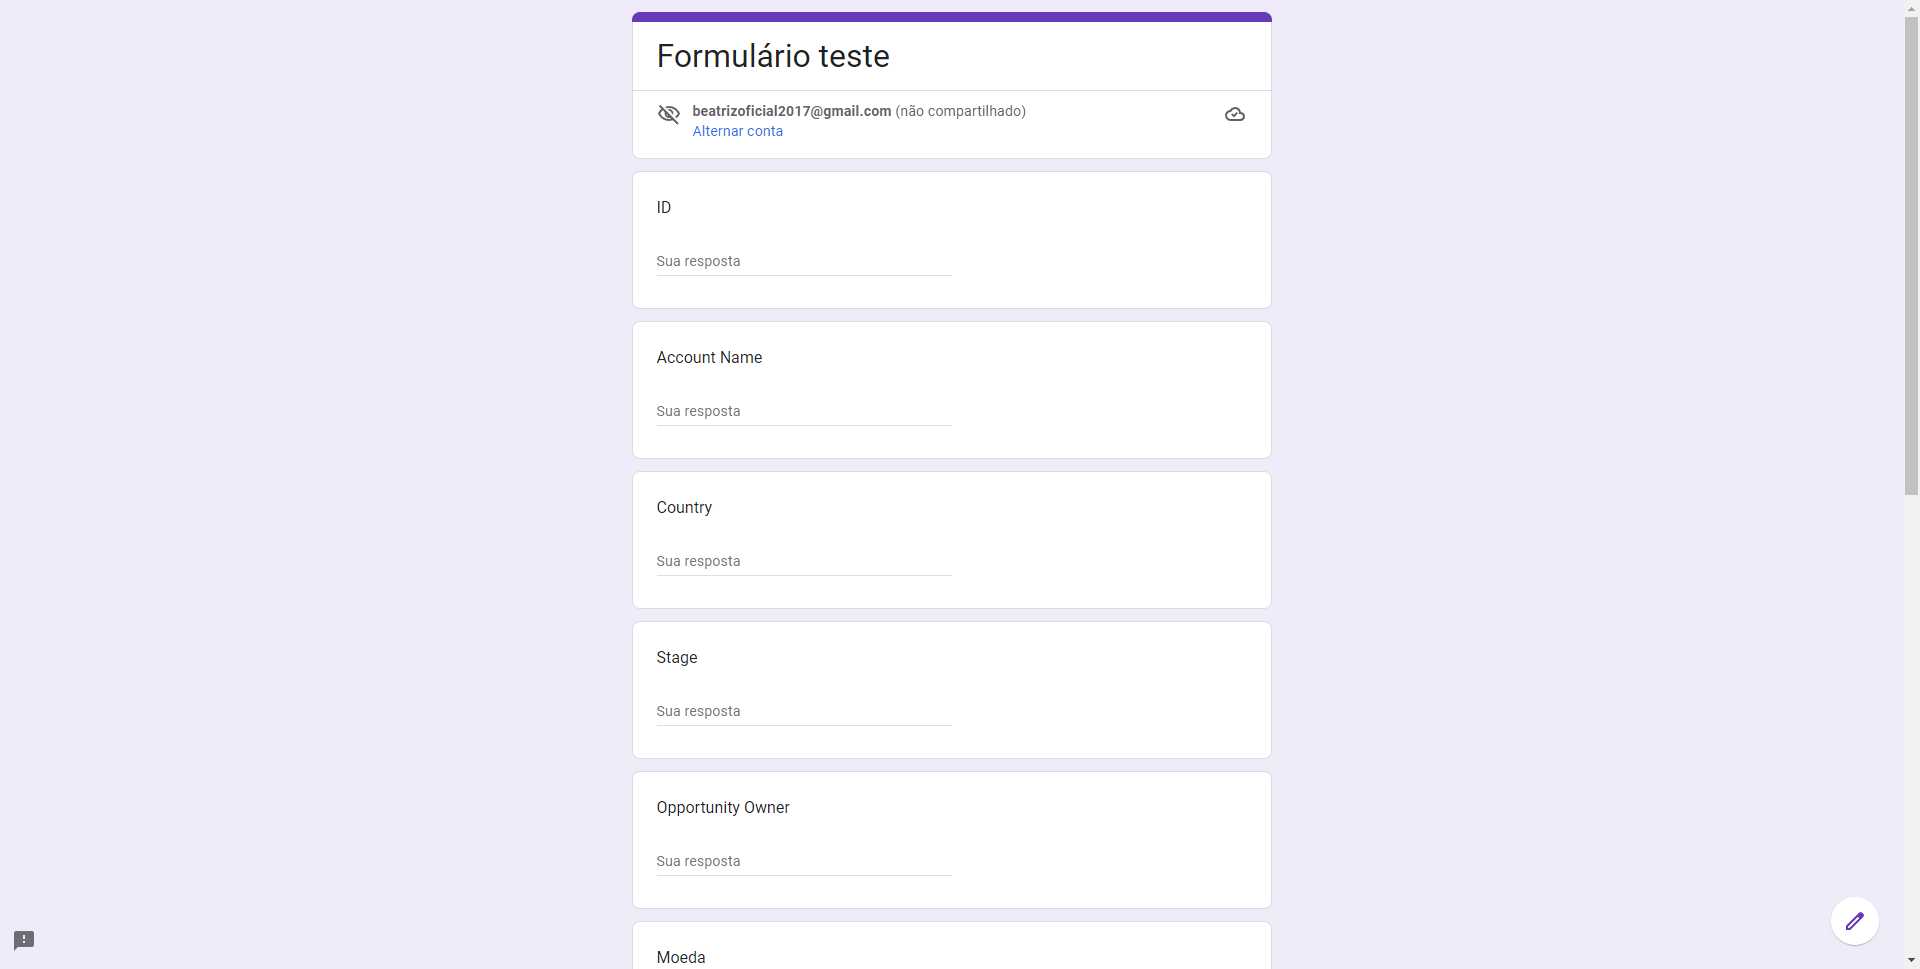 Formulário teste
beatrizoficial2017@gmail.com (não compartilhado)
Alternar conta
ID
Sua resposta
Account Name
Sua resposta
Country
Sua resposta
Stage
Sua resposta
Opportunity Owner
Sua resposta
Moeda